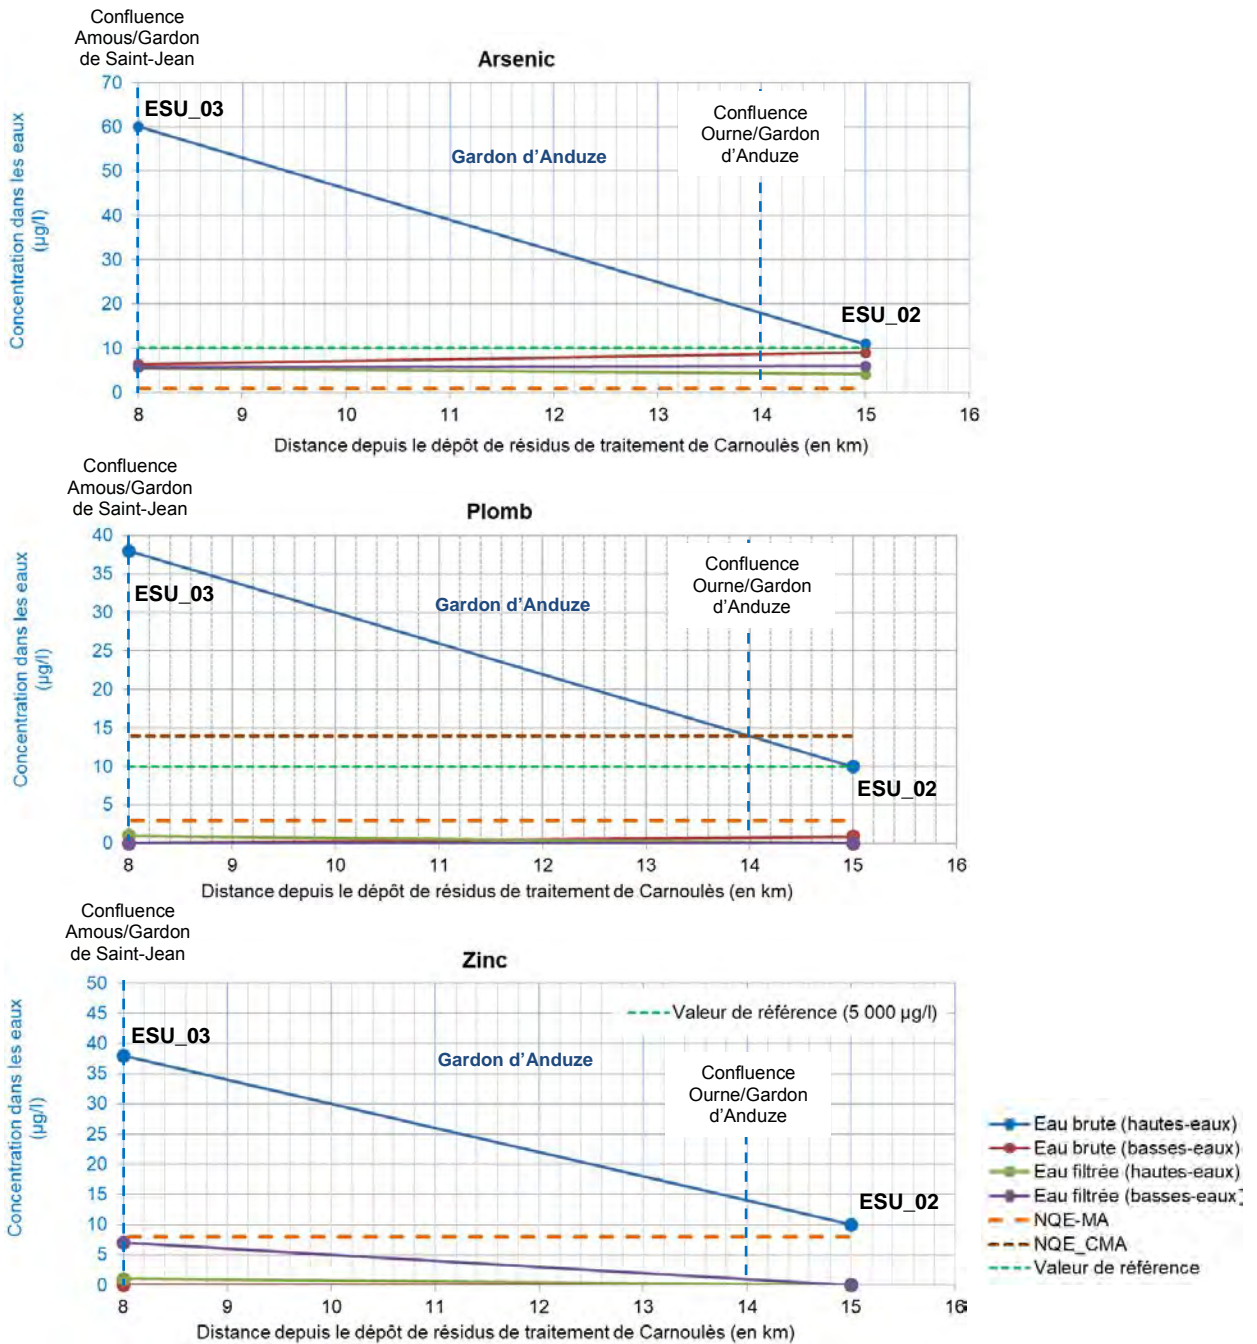 Confluence
Amous/Gardon
de Saint-Jean
Arsenic
Concentration dans les eaux
(µg/l)
70
60
50
40
30
20
10
0
ESU_03
Gardon d'Anduze
Confluence
Ourne/Gardon
d'Anduze
ESU_02
8 9 10 11 12 13 14 15 16
Distance depuis le dépôt de résidus de traitement de Carnoulès (en km)
Confluence
Amous/Gardon
de Saint-Jean
Plomb
Concentration dans les eaux
(µg/l)
40
35
30
25
20
15
10
5
0
ESU_03
Gardon d'Anduze
Confluence
Ourne/Gardon
d'Anduze
ESU_02
8 9 10 11 12 13 14 15 16
Distance depuis le dépôt de résidus de traitement de Carnoulès (en km)
Confluence
Amous/Gardon
de Saint-Jean
Zinc
Concentration dans les eaux
(µg/l)
50
45
40
35
30
25
20
15
10
5
0
Valeur de référence (5 000 µg/l)
ESU_03
Gardon d'Anduze
Confluence
Ourne/Gardon
d'Anduze
ESU_02
8 9 10 11 12 13 14 15 16
Distance depuis le dépôt de résidus de traitement de Carnoulès (en km)
Eau brute (hautes-eaux)
Eau brute (basses-eaux)
Eau filtrée (hautes-eaux)
Eau filtrée (basses-eaux)
NQE-MA
NQE_CMA
Valeur de référence